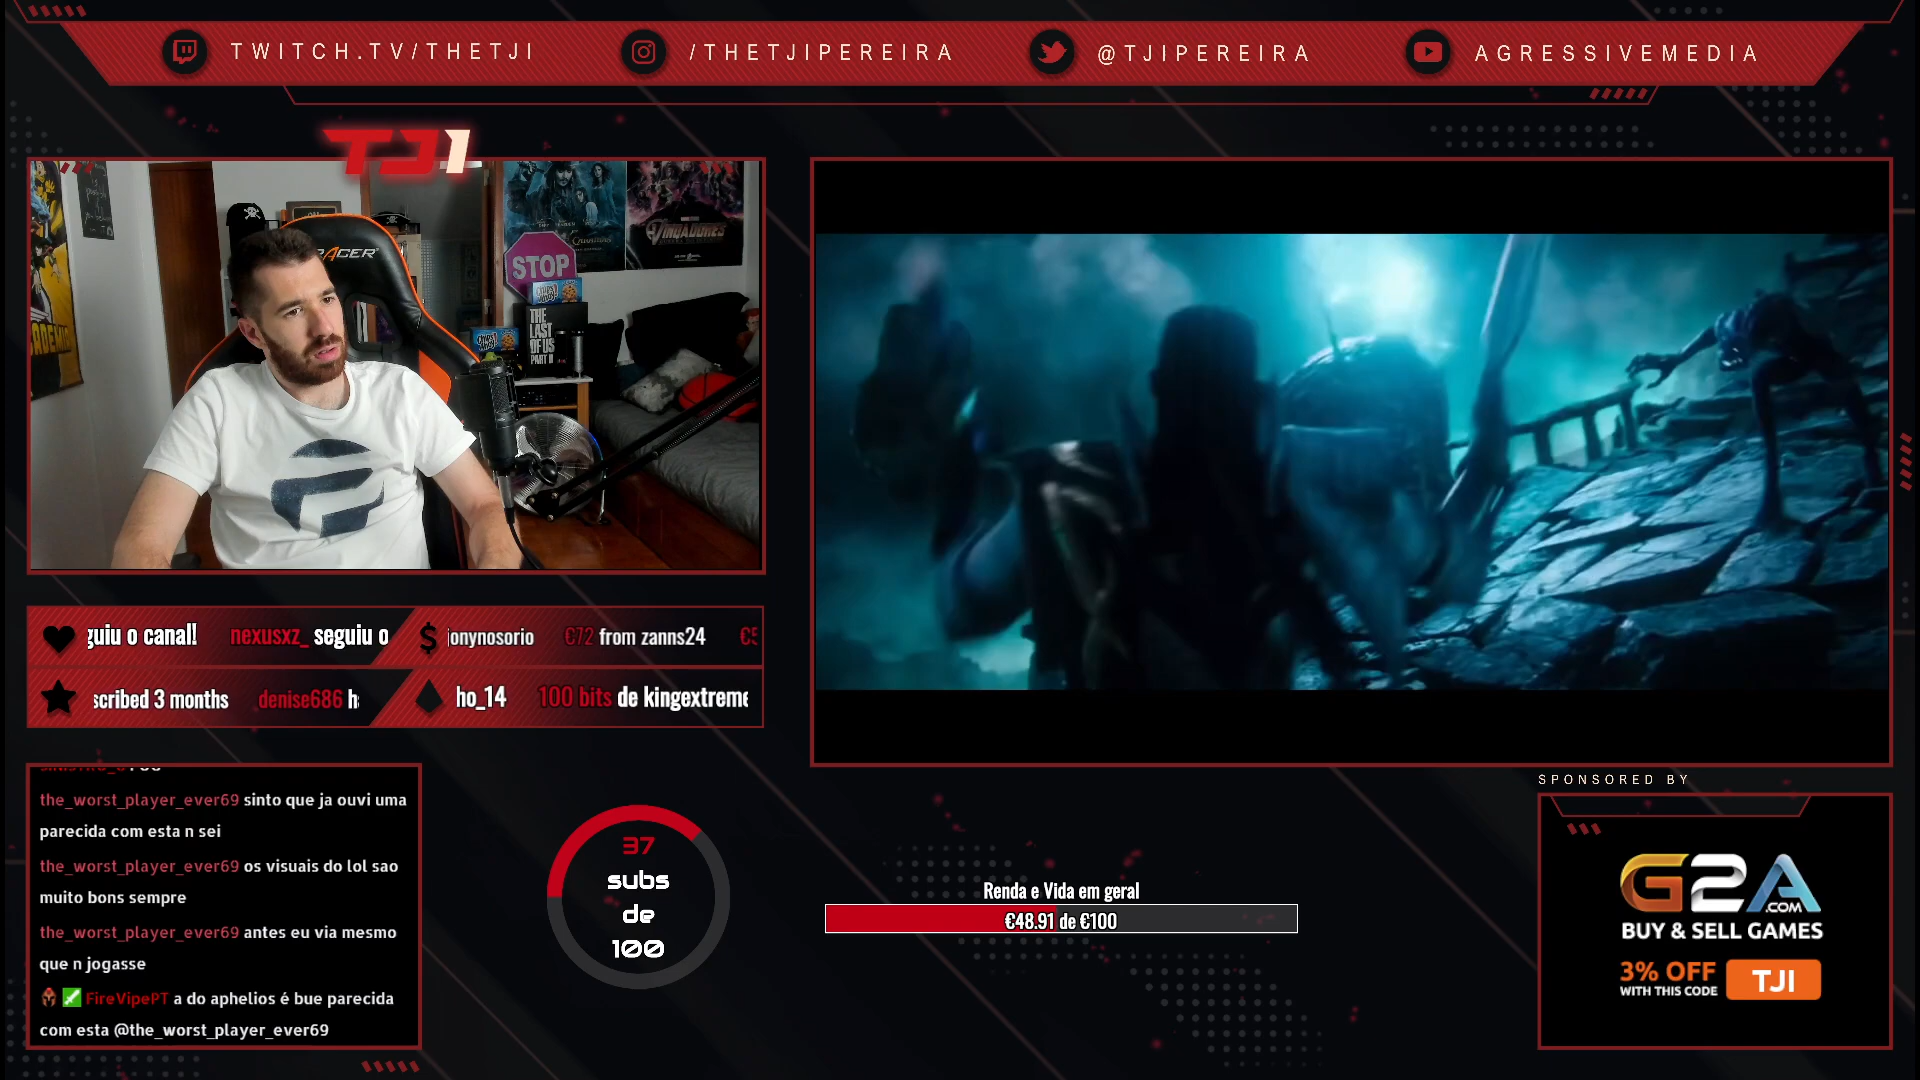 TWITCH.TV/THETJI
/THETJIPEREIRA
@TJIPEREIRA
AGRESSIVEMEDIA
TJI
RACER
VINGADORES
STOP
THE
LAST
OF US
PART II
guiu o canal! nexusxz_ seguiu o
jonynosorio €72 from zanns24 €5
scribed 3 months denise686 h
ho_14 100 bits de kingextreme
the_worst_player_ever69 sinto que ja ouvi uma
parecida com esta n sei
the_worst_player_ever69 os visuais do lol sao
muito bons sempre
the_worst_player_ever69 antes eu via mesmo
que n jogasse
FireVipePT a do aphelios é bue parecida
com esta @the_worst_player_ever69
37
subs
de
100
Renda e Vida em geral
€48.91 de €100
SPONSORED BY
G2A
.COM
BUY & SELL GAMES
3% OFF
WITH THIS CODE
TJI